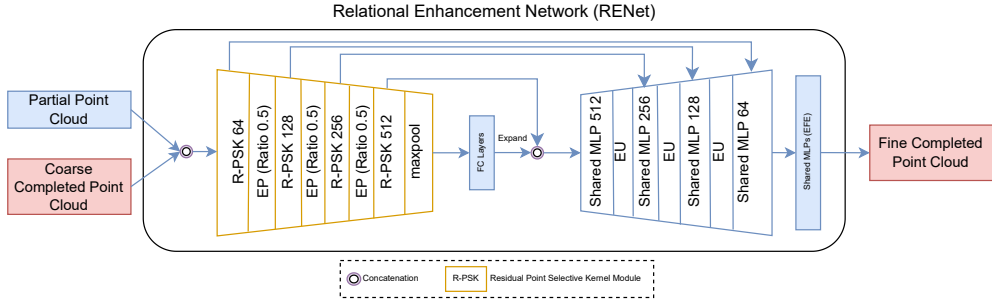 Relational Enhancement Network (RENet)
Partial Point
Cloud
Coarse
Completed Point
Cloud
R-PSK 64
EP (Ratio 0.5)
R-PSK 128
EP (Ratio 0.5)
R-PSK 256
EP (Ratio 0.5)
R-PSK 512
maxpool
FC Layers
Expand
Shared MLP 512
EU
Shared MLP 256
EU
Shared MLP 128
EU
Shared MLP 64
Shared MLPs (EFE)
Fine Completed
Point Cloud
Concatenation
R-PSK
Residual Point Selective Kernel Module